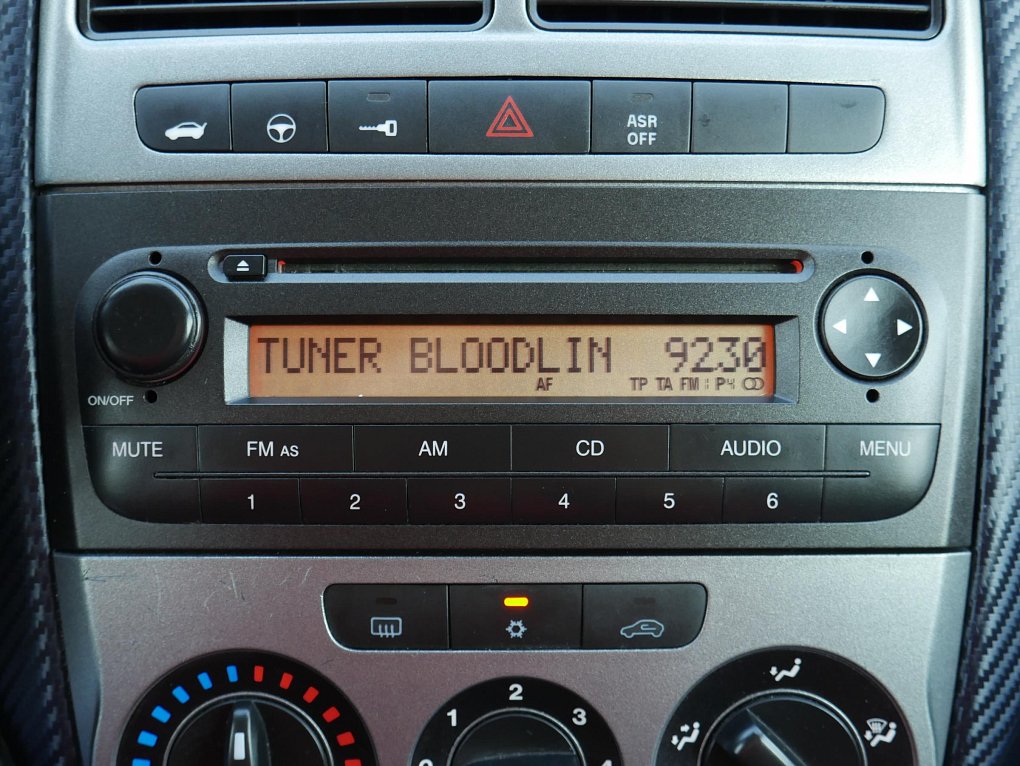 ASR
OFF
TUNER BLOODLIN 9230
AF TP TA FM1 P4
ON/OFF
MUTE FM AS AM CD AUDIO MENU
1 2 3 4 5 6
2
1 3